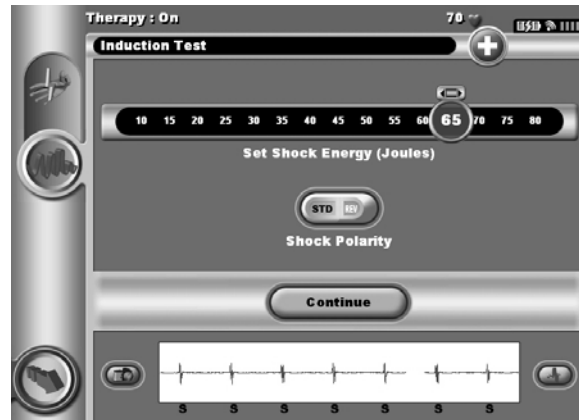 Therapy : On 70
Induction Test
10 15 20 25 30 35 40 45 50 55 60 65 70 75 80
Set Shock Energy (Joules)
STD REV
Shock Polarity
Continue
S S S S S S S